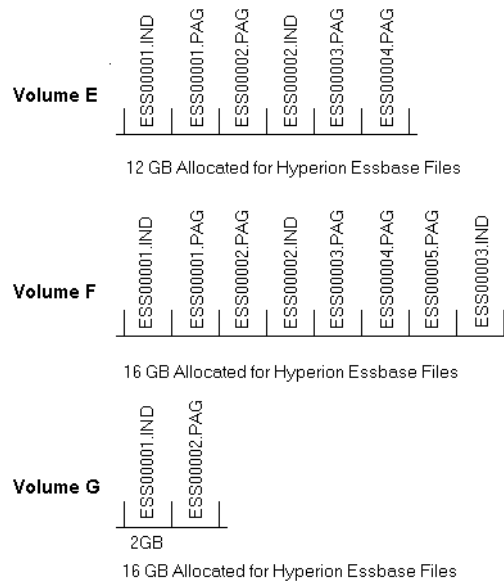 Volume E
ESS00001.IND
ESS00001.PAG
ESS00002.PAG
ESS00002.IND
ESS00003.PAG
ESS00004.PAG
12 GB Allocated for Hyperion Essbase Files
Volume F
ESS00001.IND
ESS00001.PAG
ESS00002.PAG
ESS00002.IND
ESS00003.PAG
ESS00004.PAG
ESS00005.PAG
ESS00003.IND
16 GB Allocated for Hyperion Essbase Files
Volume G
ESS00001.IND
ESS00002.PAG
2GB
16 GB Allocated for Hyperion Essbase Files